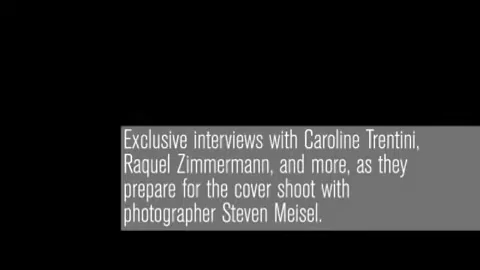 Exclusive interviews with Caroline Trentini,
Raquel Zimmermann, and more, as they
prepare for the cover shoot with
photographer Steven Meisel.